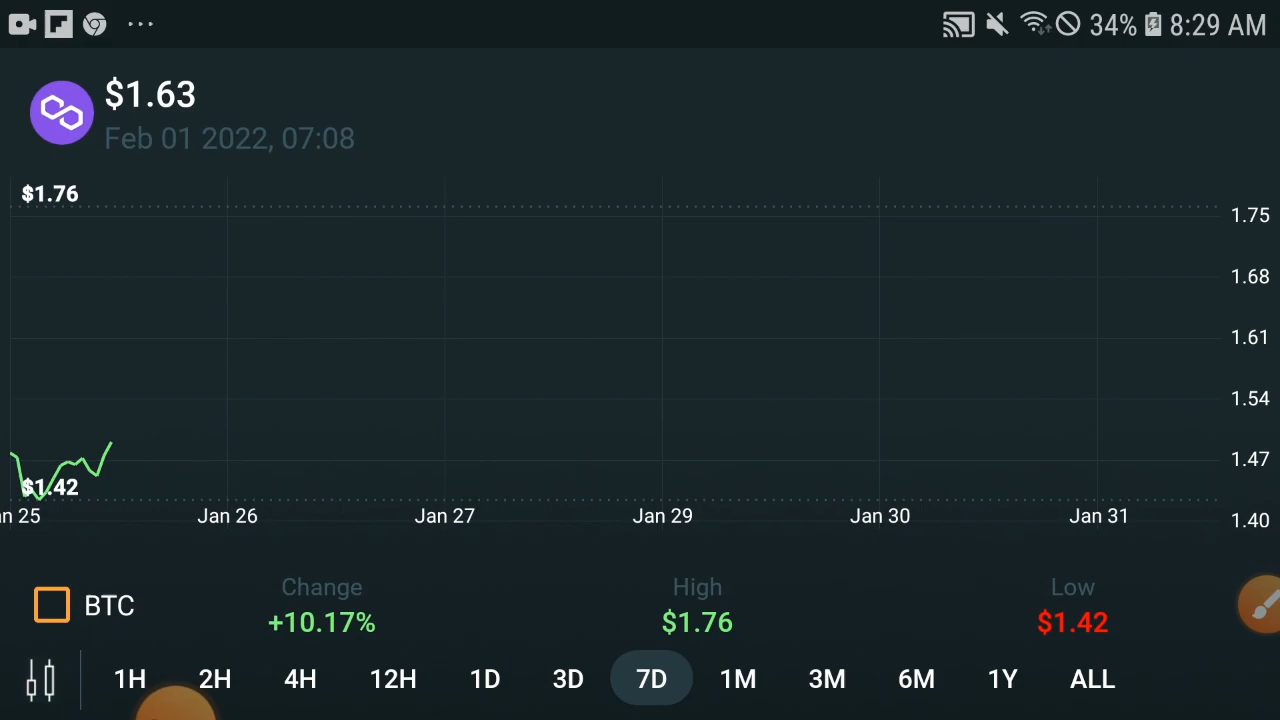 34% 8:29 AM
$1.63
Feb 01 2022, 07:08
$1.76
1.75
1.68
1.61
1.54
1.47
$1.42
n 25 Jan 26 Jan 27 Jan 29 Jan 30 Jan 31
1.40
Change High Low
BTC +10.17% $1.76 $1.42
1H 2H 4H 12H 1D 3D 7D 1M 3M 6M 1Y ALL